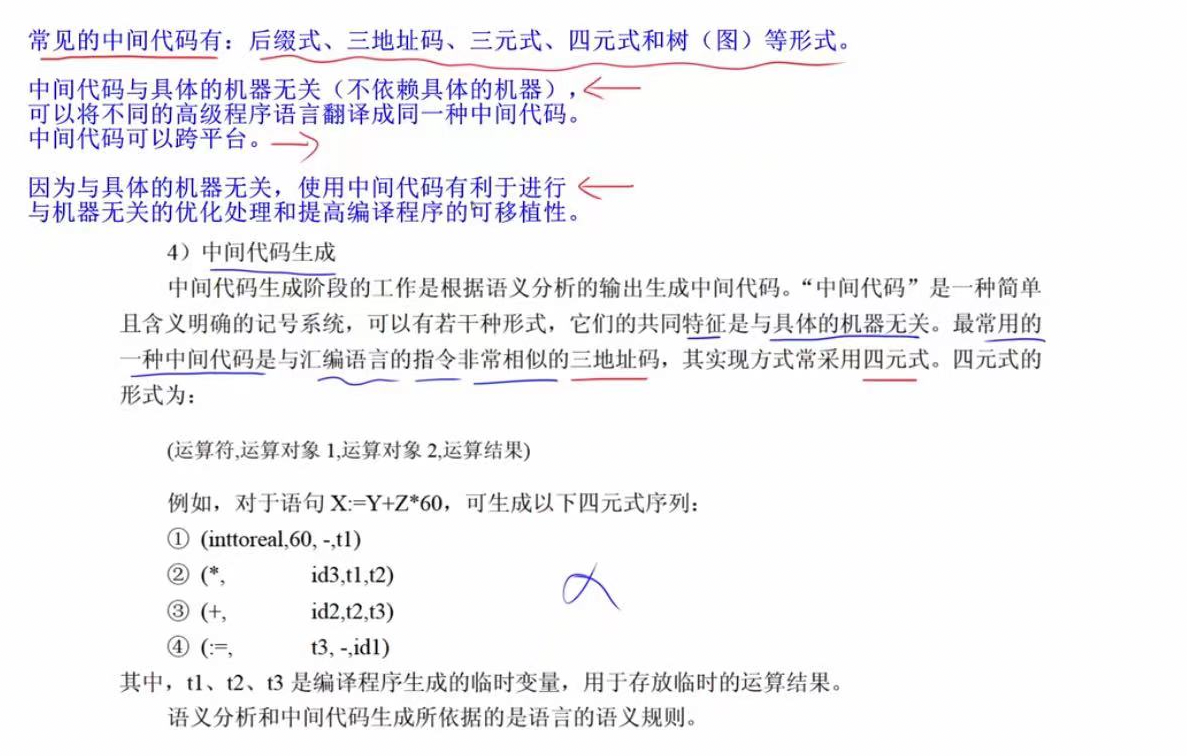 常见的中间代码有：后缀式、三地址码、三元式、四元式和树（图）等形式。
中间代码与具体的机器无关（不依赖具体的机器），
可以将不同的高级程序语言翻译成同一种中间代码。
中间代码可以跨平台。
因为与具体的机器无关，使用中间代码有利于进行
与机器无关的优化处理和提高编译程序的可移植性。
4）中间代码生成
中间代码生成阶段的工作是根据语义分析的输出生成中间代码。“中间代码”是一种简单
且含义明确的记号系统，可以有若干种形式，它们的共同特征是与具体的机器无关。最常用的
一种中间代码是与汇编语言的指令非常相似的三地址码，其实现方式常采用四元式。四元式的
形式为：
(运算符,运算对象 1,运算对象 2,运算结果)
例如，对于语句 X:=Y+Z*60，可生成以下四元式序列：
① (inttoreal,60, -,t1)
② (*, id3,t1,t2)
③ (+, id2,t2,t3)
④ (:=, t3, -,id1)
其中，t1、t2、t3 是编译程序生成的临时变量，用于存放临时的运算结果。
语义分析和中间代码生成所依据的是语言的语义规则。